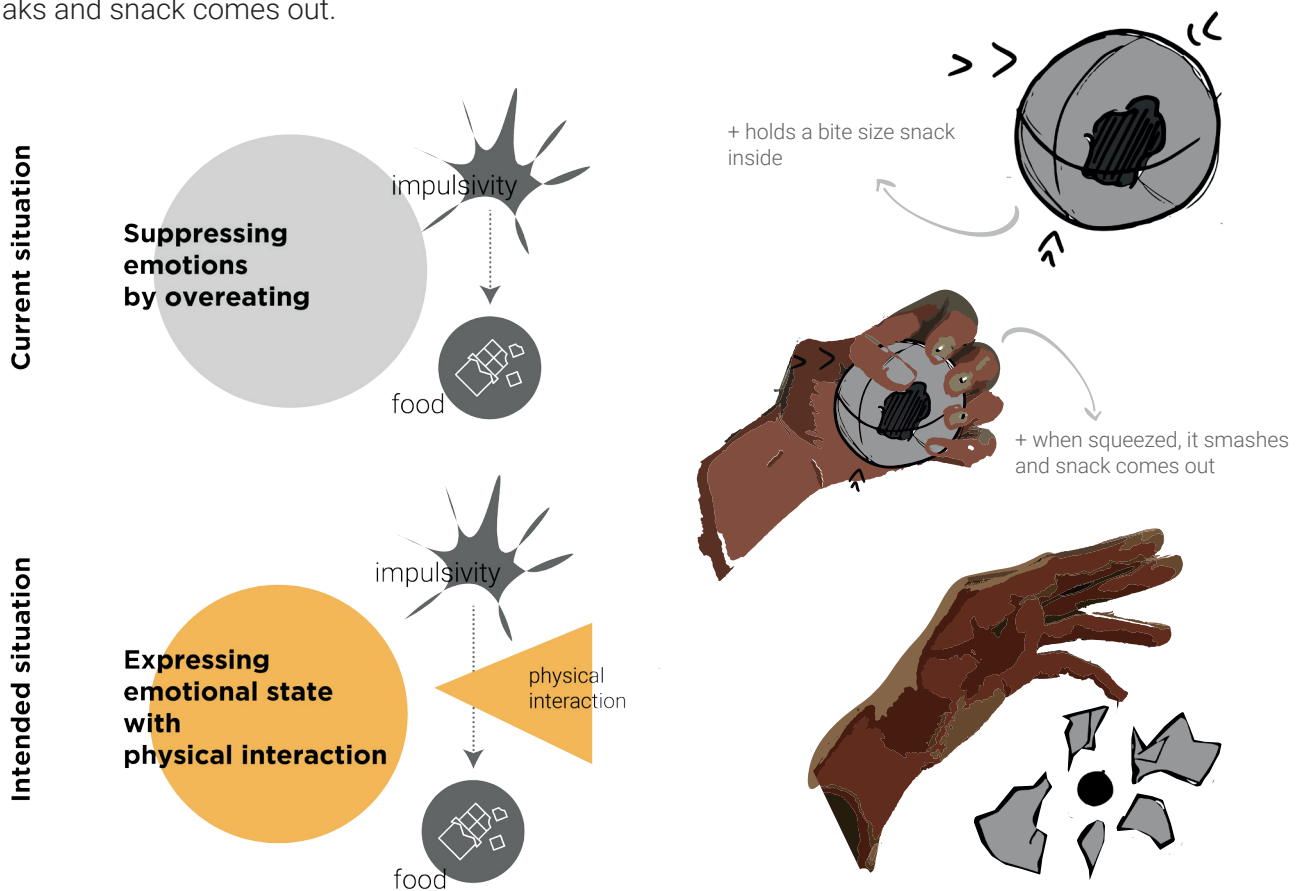 aks and snack comes out.
Current situation
impulsivity
Suppressing
emotions
by overeating
food
+ holds a bite size snack
inside
+ when squeezed, it smashes
and snack comes out
Intended situation
impulsivity
Expressing
emotional state
with
physical interaction
physical
interaction
food